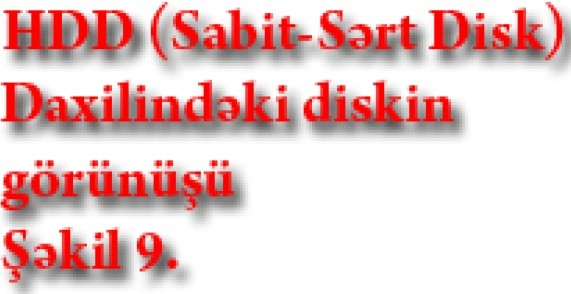 HDD (Sabit-Sərt Disk)
Daxilindəki diskin
görünüşü
Şəkil 9.